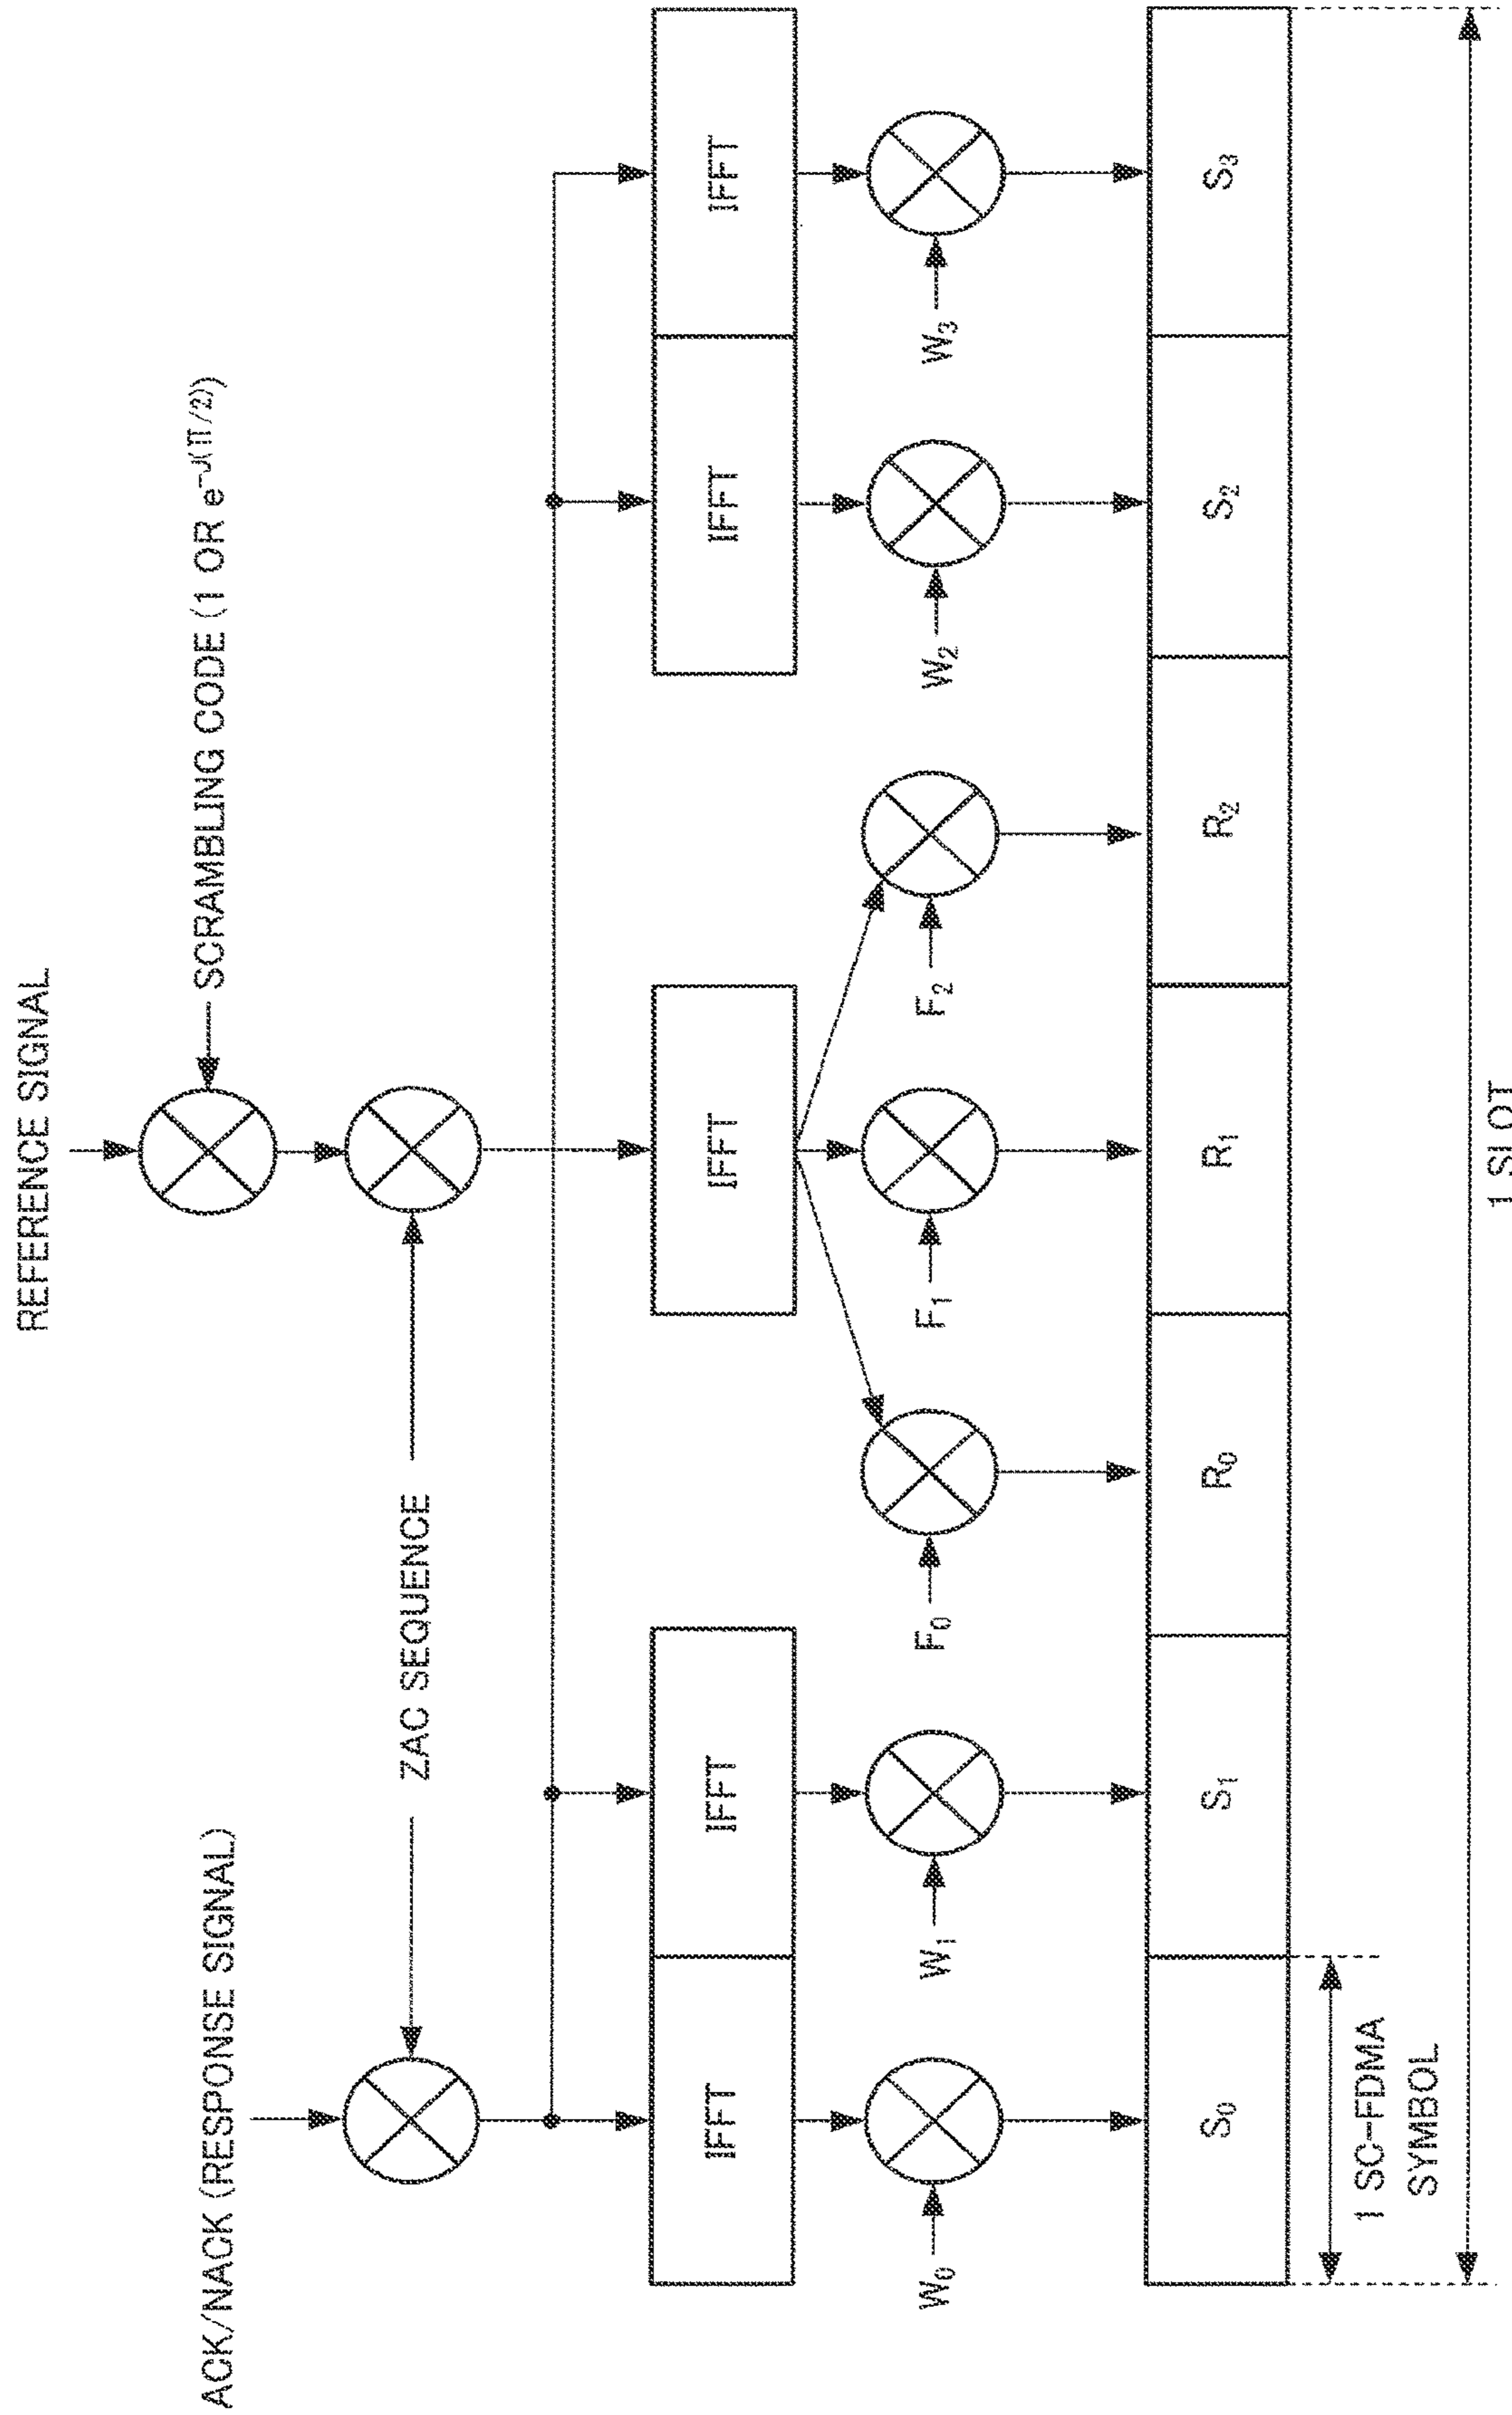 REFERENCE SIGNAL
SCRAMBLING CODE (1 OR e^-J(π/2))
ACK/NACK (RESPONSE SIGNAL)
ZAC SEQUENCE
IFFT
IFFT
IFFT
IFFT
IFFT
W0
W1
F0
F1
F2
W2
W3
S0
S1
R0
R1
R2
S2
S3
1 SC-FDMA
SYMBOL
1 SLOT